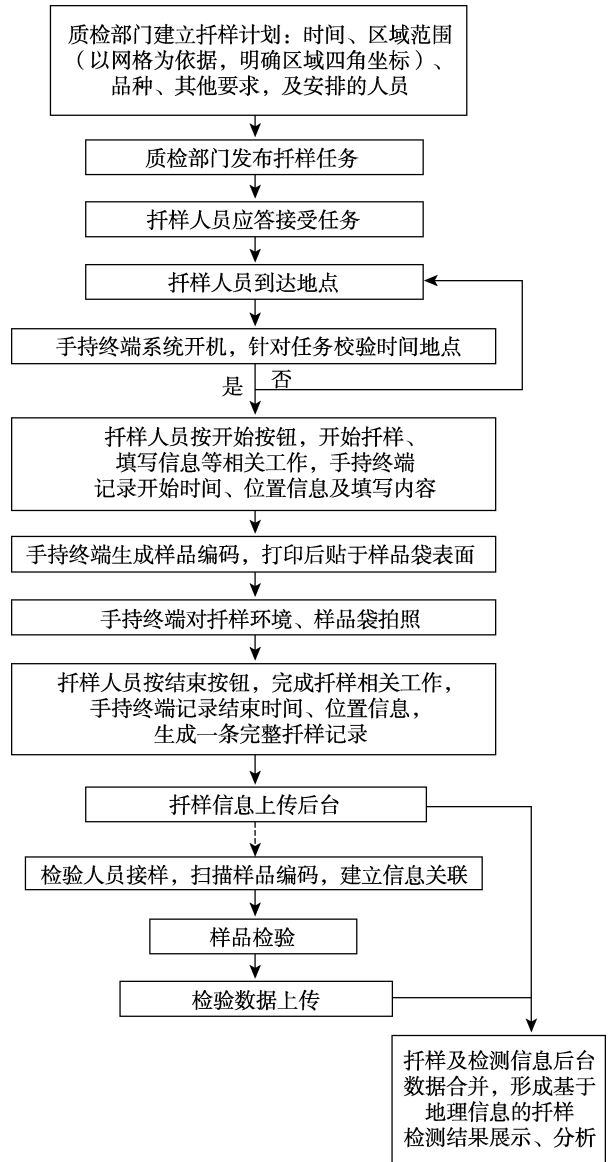 质检部门建立扦样计划：时间、区域范围
（以网格为依据，明确区域四角坐标）、
品种、其他要求，及安排的人员
质检部门发布扦样任务
扦样人员应答接受任务
扦样人员到达地点
手持终端系统开机，针对任务校验时间地点
是
否
扦样人员按开始按钮，开始扦样、
填写信息等相关工作，手持终端
记录开始时间、位置信息及填写内容
手持终端生成样品编码，打印后贴于样品袋表面
手持终端对扦样环境、样品袋拍照
扦样人员按结束按钮，完成扦样相关工作，
手持终端记录结束时间、位置信息，
生成一条完整扦样记录
扦样信息上传后台
检验人员接样，扫描样品编码，建立信息关联
样品检验
检验数据上传
扦样及检测信息后台
数据合并，形成基于
地理信息的扦样
检测结果展示、分析